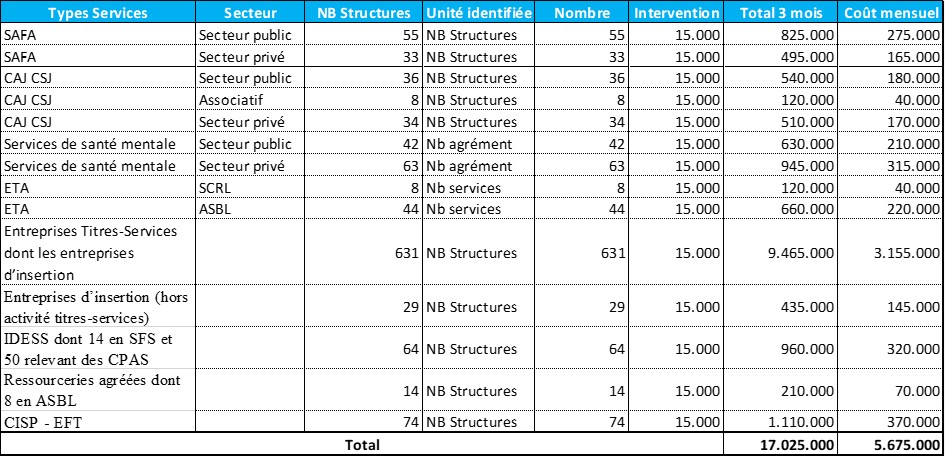 Types Services Secteur NB Structures Unité identifiée Nombre Intervention Total 3 mois Coût mensuel
SAFA Secteur public 55 NB Structures 55 15.000 825.000 275.000
SAFA Secteur privé 33 NB Structures 33 15.000 495.000 165.000
CAJ CSJ Secteur public 36 NB Structures 36 15.000 540.000 180.000
CAJ CSJ Associatif 8 NB Structures 8 15.000 120.000 40.000
CAJ CSJ Secteur privé 34 NB Structures 34 15.000 510.000 170.000
Services de santé mentale Secteur public 42 Nb agrément 42 15.000 630.000 210.000
Services de santé mentale Secteur privé 63 Nb agrément 63 15.000 945.000 315.000
ETA SCRL 8 Nb services 8 15.000 120.000 40.000
ETA ASBL 44 Nb services 44 15.000 660.000 220.000
Entreprises Titres-Services
dont les entreprises 631 NB Structures 631 15.000 9.465.000 3.155.000
d’insertion
Entreprises d’insertion (hors
activité titres-services) 29 NB Structures 29 15.000 435.000 145.000
IDESS dont 14 en SFS et
50 relevant des CPAS 64 NB Structures 64 15.000 960.000 320.000
Ressourceries agréées dont
8 en ASBL 14 NB Structures 14 15.000 210.000 70.000
CISP - EFT 74 NB Structures 74 15.000 1.110.000 370.000
Total 17.025.000 5.675.000